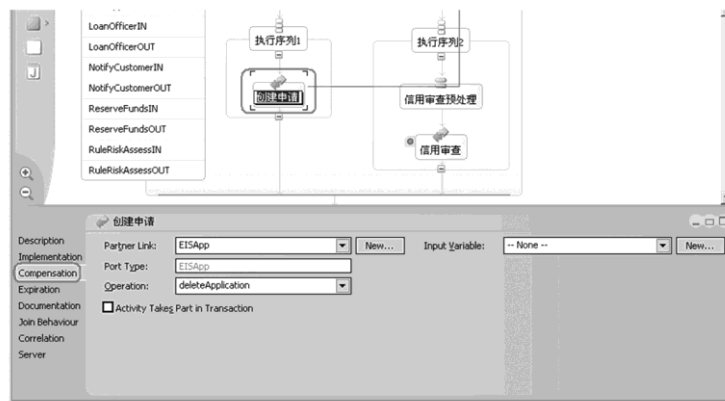 LoanOfficerIN
LoanOfficerOUT
NotifyCustomerIN
NotifyCustomerOUT
ReserveFundsIN
ReserveFundsOUT
RuleRiskAssessIN
RuleRiskAssessOUT
执行序列1
创建申请
执行序列2
信用审查预处理
信用审查
创建申请
Description
Implementation
Compensation
Expiration
Documentation
Join Behaviour
Correlation
Server
Partner Link: EISApp New... Input Variable: -- None -- New...
Port Type: EISApp
Operation: deleteApplication
Activity Takes Part in Transaction